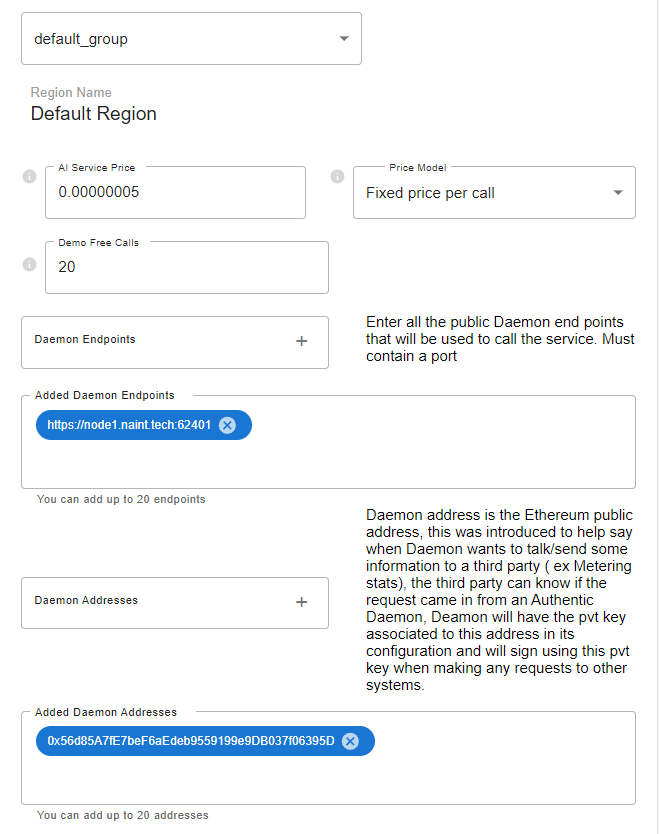 default_group
Region Name
Default Region
AI Service Price
0.00000005
Price Model
Fixed price per call
Demo Free Calls
20
Daemon Endpoints
+
Enter all the public Daemon end points
that will be used to call the service. Must
contain a port
Added Daemon Endpoints
https://node1.naint.tech:62401
You can add up to 20 endpoints
Daemon address is the Ethereum public
address, this was introduced to help say
when Daemon wants to talk/send some
information to a third party ( ex Metering
stats), the third party can know if the
request came in from an Authentic
Daemon, Deamon will have the pvt key
associated to this address in its
configuration and will sign using this pvt
key when making any requests to other
systems.
Daemon Addresses
+
Added Daemon Addresses
0x56d85A7fE7beF6aEdeb9559199e9DB037f06395D
You can add up to 20 addresses